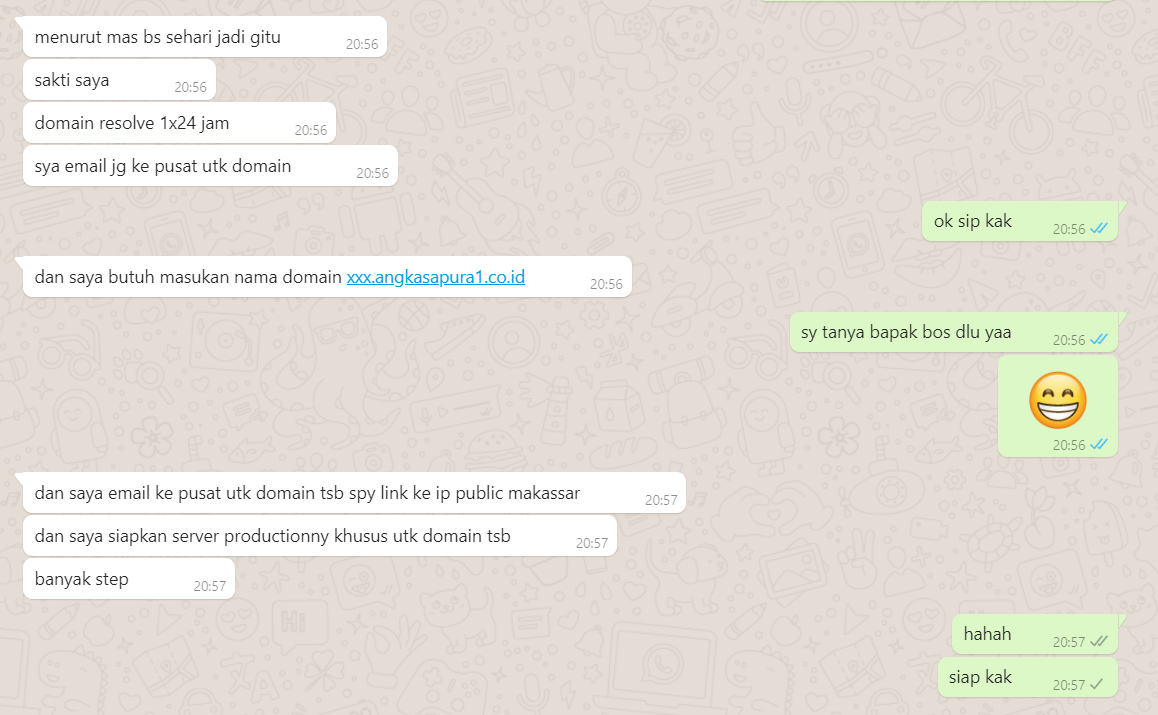 menurut mas bs sehari jadi gitu
20:56
sakti saya
20:56
domain resolve 1x24 jam
20:56
sya email jg ke pusat utk domain
20:56
ok sip kak
20:56
dan saya butuh masukan nama domain xxx.angkasapura1.co.id
20:56
sy tanya bapak bos dlu yaa
20:56
20:56
dan saya email ke pusat utk domain tsb spy link ke ip public makassar
20:57
dan saya siapkan server productionny khusus utk domain tsb
20:57
banyak step
20:57
hahah
20:57
siap kak
20:57